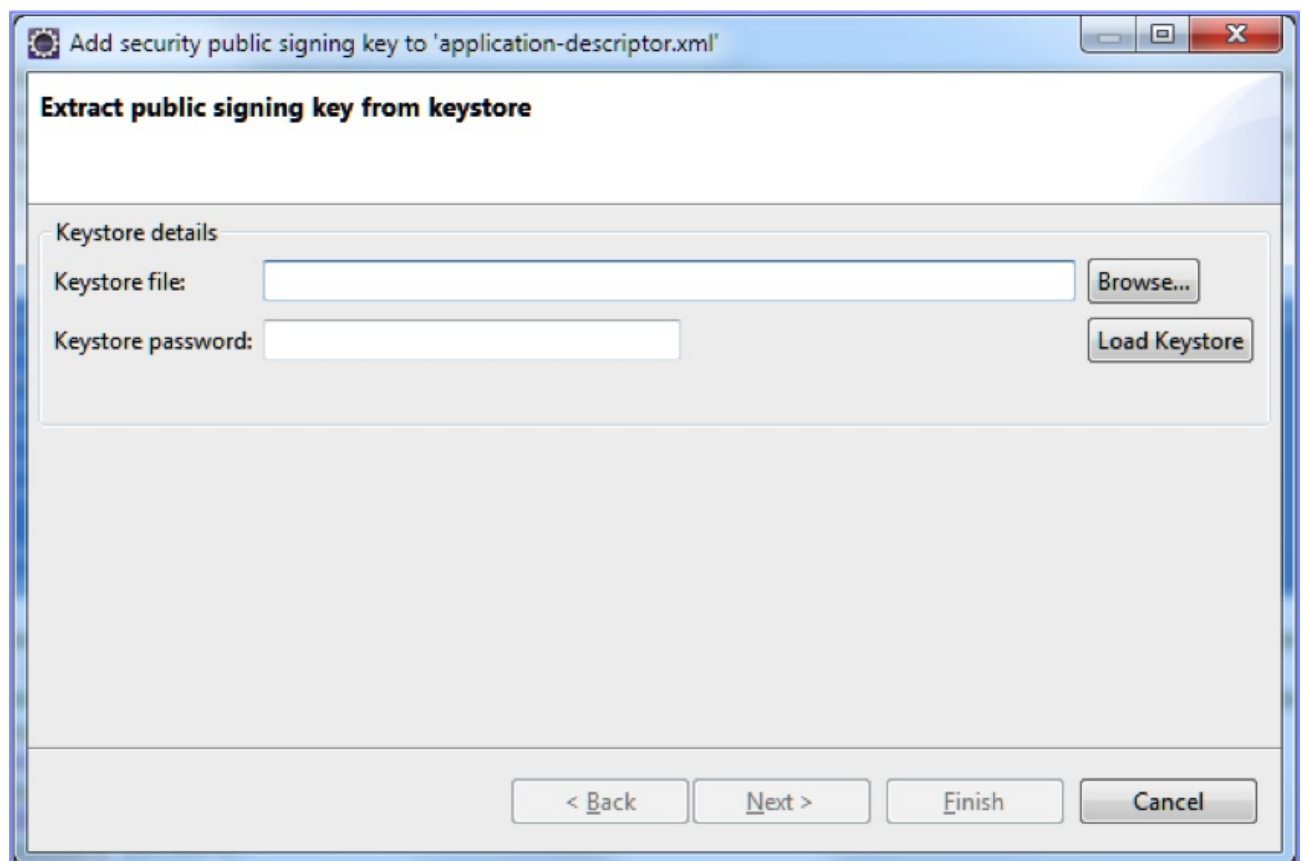 Add security public signing key to 'application-descriptor.xml'
Extract public signing key from keystore
Keystore details
Keystore file:
Browse...
Keystore password:
Load Keystore
< Back
Next >
Finish
Cancel